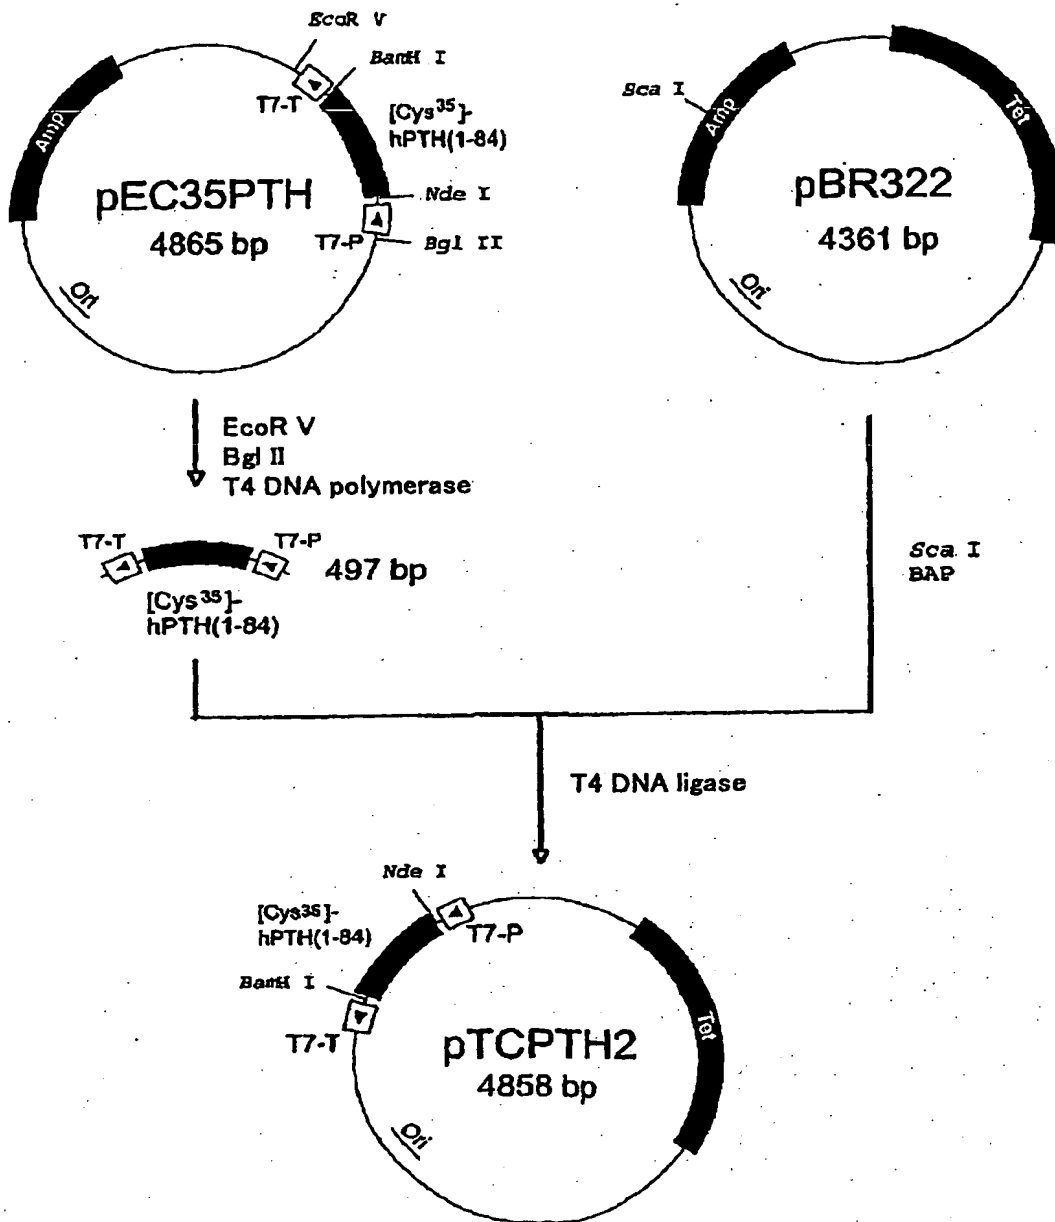 EcoR V
BamH I
T7-T
[Cys35]-
hPTH(1-84)
Amp
pEC35PTH
4865 bp
Nde I
T7-P
Bgl II
Ori
Sca I
Amp
Tet
pBR322
4361 bp
Ori
EcoR V
Bgl II
T4 DNA polymerase
T7-T
T7-P
497 bp
[Cys35]-
hPTH(1-84)
Sca I
BAP
T4 DNA ligase
Nde I
[Cys35]-
hPTH(1-84)
T7-P
BamH I
T7-T
Tet
pTCPTH2
4858 bp
Ori